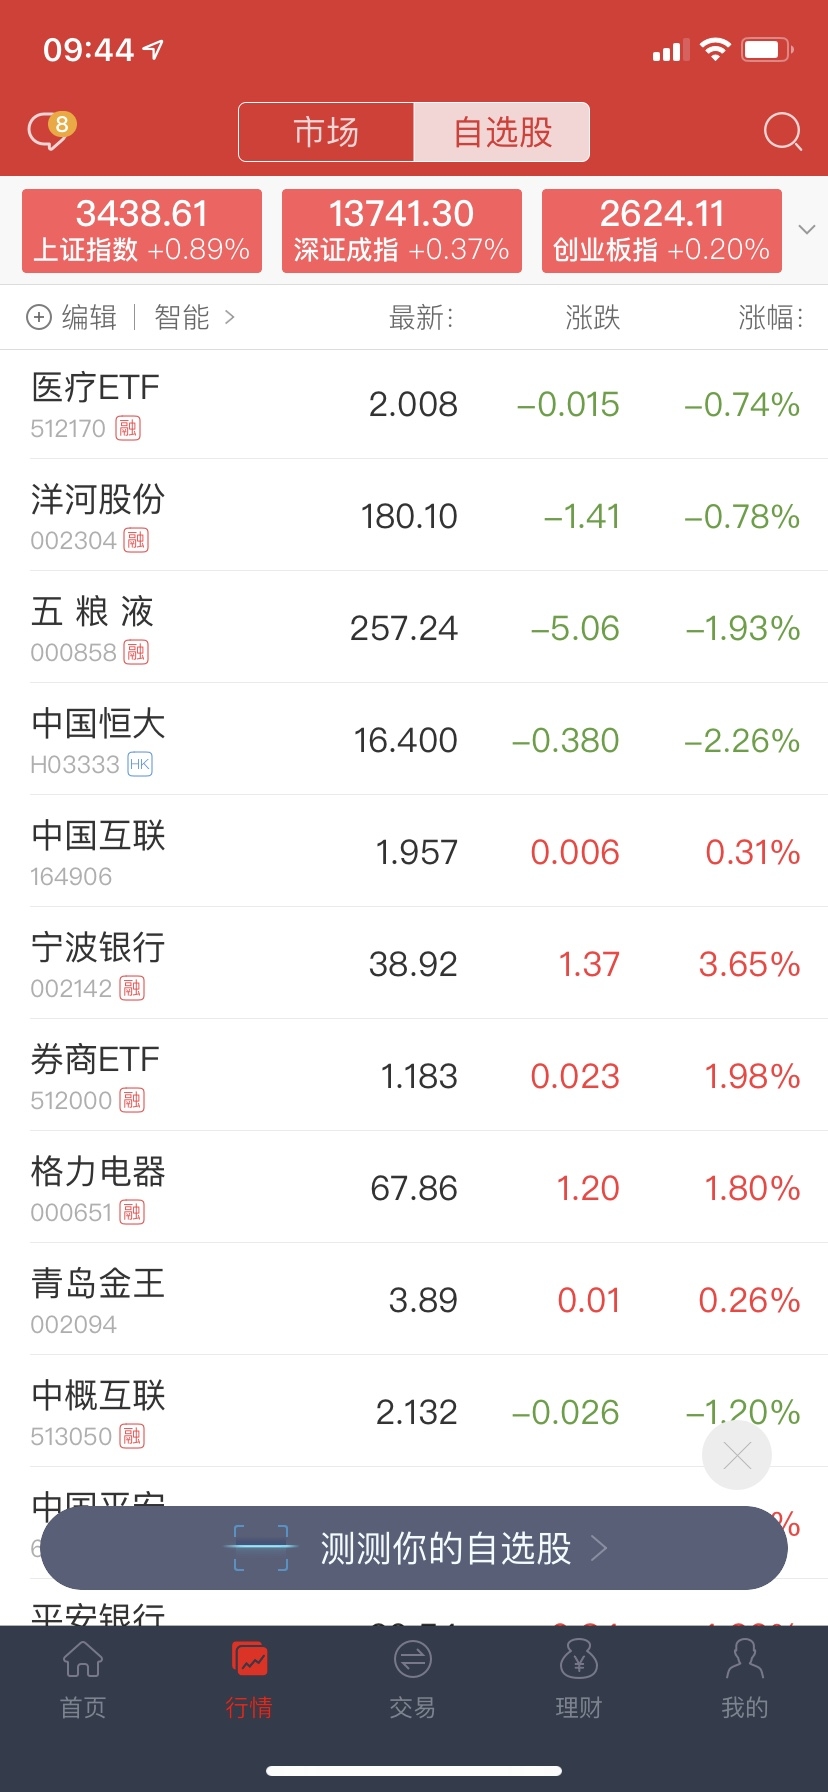 09:44
8
市场 自选股
3438.61 13741.30 2624.11
上证指数 +0.89% 深证成指 +0.37% 创业板指 +0.20%
编辑 智能 最新: 涨跌 涨幅:
医疗ETF
2.008 -0.015 -0.74%
512170 融
洋河股份
180.10 -1.41 -0.78%
002304 融
五 粮 液
257.24 -5.06 -1.93%
000858 融
中国恒大
16.400 -0.380 -2.26%
H03333 HK
中国互联
1.957 0.006 0.31%
164906
宁波银行
38.92 1.37 3.65%
002142 融
券商ETF
1.183 0.023 1.98%
512000 融
格力电器
67.86 1.20 1.80%
000651 融
青岛金王
3.89 0.01 0.26%
002094
中概互联
2.132 -0.026 -1.20%
513050 融
中国平安
%
测测你的自选股
平安银行
首页 行情 交易 理财 我的